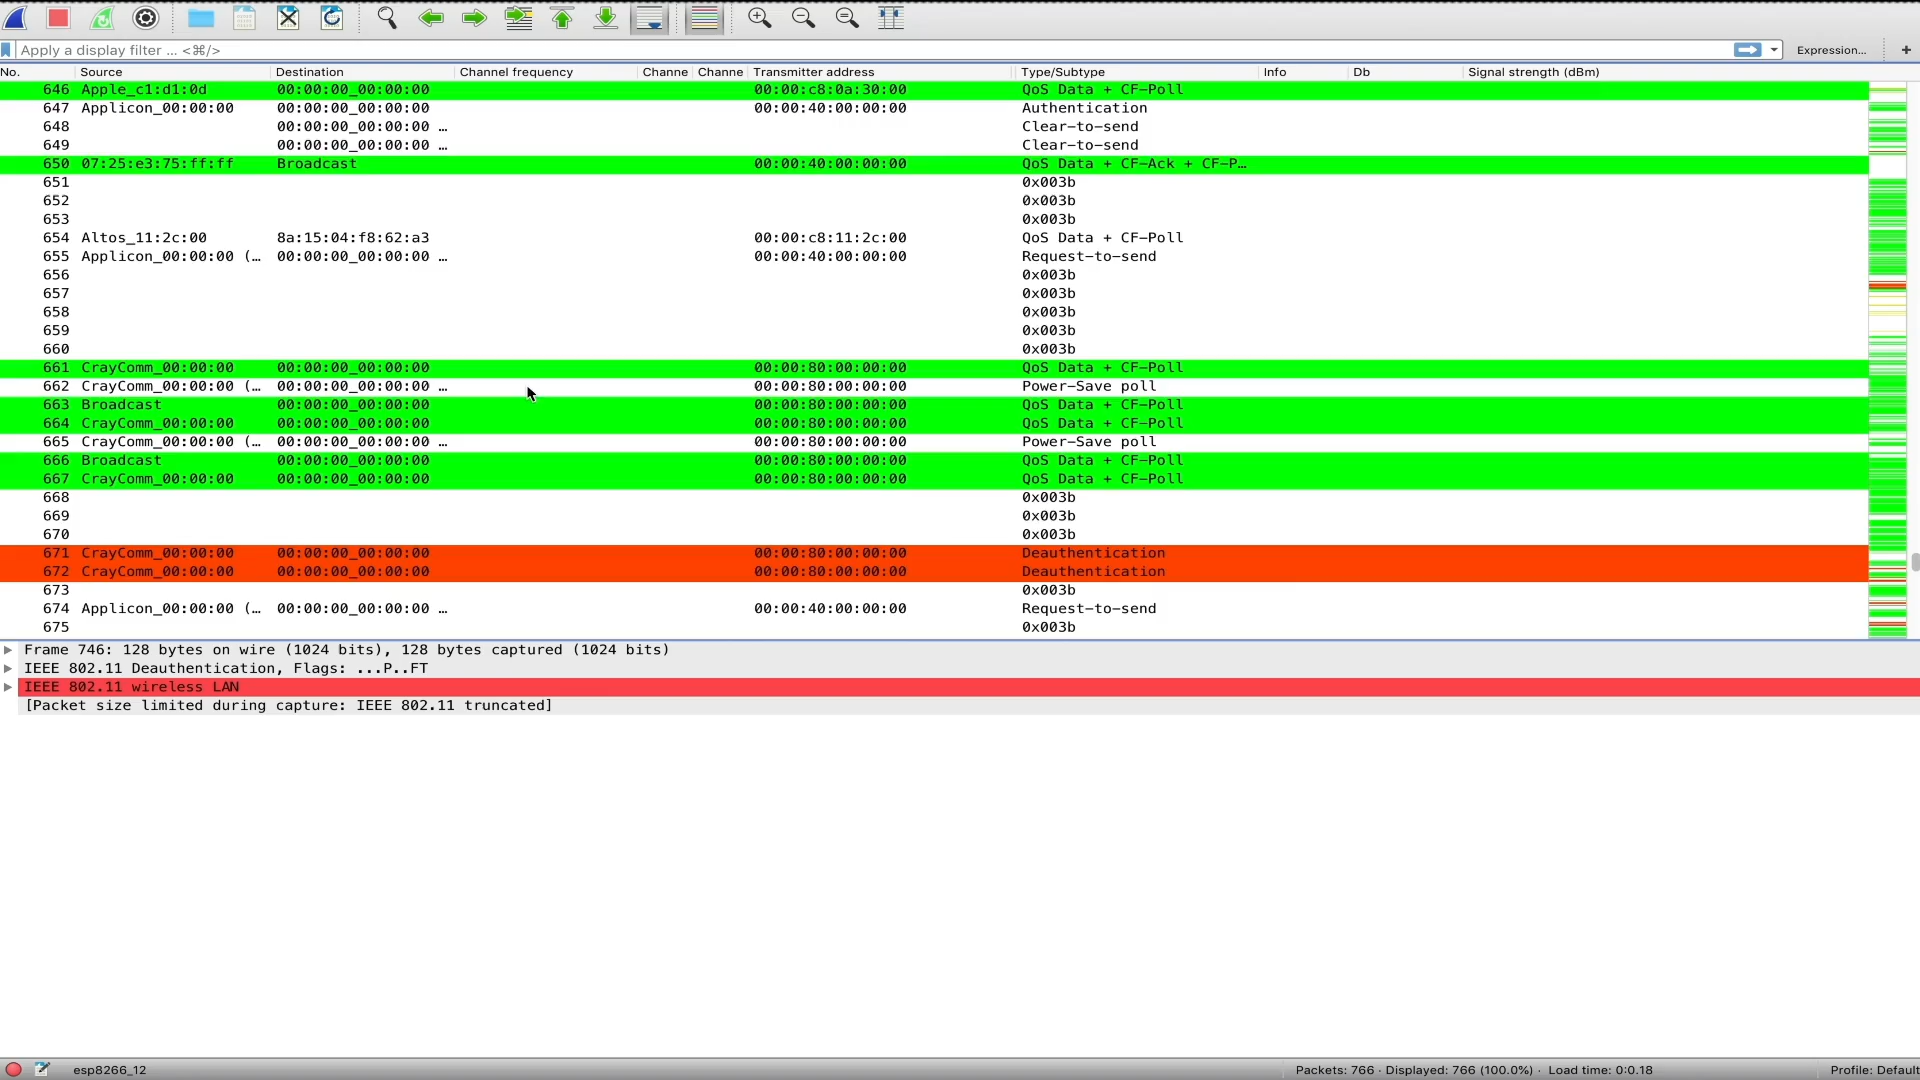 Apply a display filter ... <⌘/>
Expression...
+
No. Source Destination Channel frequency Channe Channe Transmitter address Type/Subtype Info Db Signal strength (dBm)
646 Apple_c1:d1:0d 00:00:00_00:00:00 00:00:c8:0a:30:00 QoS Data + CF-Poll
647 Applicon_00:00:00 00:00:00_00:00:00 00:00:40:00:00:00 Authentication
648 00:00:00_00:00:00 … Clear-to-send
649 00:00:00_00:00:00 … Clear-to-send
650 07:25:e3:75:ff:ff Broadcast 00:00:40:00:00:00 QoS Data + CF-Ack + CF-P…
651 0x003b
652 0x003b
653 0x003b
654 Altos_11:2c:00 8a:15:04:f8:62:a3 00:00:c8:11:2c:00 QoS Data + CF-Poll
655 Applicon_00:00:00 (… 00:00:00_00:00:00 … 00:00:40:00:00:00 Request-to-send
656 0x003b
657 0x003b
658 0x003b
659 0x003b
660 0x003b
661 CrayComm_00:00:00 00:00:00_00:00:00 00:00:80:00:00:00 QoS Data + CF-Poll
662 CrayComm_00:00:00 (… 00:00:00_00:00:00 … 00:00:80:00:00:00 Power-Save poll
663 Broadcast 00:00:00_00:00:00 00:00:80:00:00:00 QoS Data + CF-Poll
664 CrayComm_00:00:00 00:00:00_00:00:00 00:00:80:00:00:00 QoS Data + CF-Poll
665 CrayComm_00:00:00 (… 00:00:00_00:00:00 … 00:00:80:00:00:00 Power-Save poll
666 Broadcast 00:00:00_00:00:00 00:00:80:00:00:00 QoS Data + CF-Poll
667 CrayComm_00:00:00 00:00:00_00:00:00 00:00:80:00:00:00 QoS Data + CF-Poll
668 0x003b
669 0x003b
670 0x003b
671 CrayComm_00:00:00 00:00:00_00:00:00 00:00:80:00:00:00 Deauthentication
672 CrayComm_00:00:00 00:00:00_00:00:00 00:00:80:00:00:00 Deauthentication
673 0x003b
674 Applicon_00:00:00 (… 00:00:00_00:00:00 … 00:00:40:00:00:00 Request-to-send
675 0x003b
Frame 746: 128 bytes on wire (1024 bits), 128 bytes captured (1024 bits)
IEEE 802.11 Deauthentication, Flags: ...P..FT
IEEE 802.11 wireless LAN
[Packet size limited during capture: IEEE 802.11 truncated]
esp8266_12
Packets: 766 · Displayed: 766 (100.0%) · Load time: 0:0.18
Profile: Default